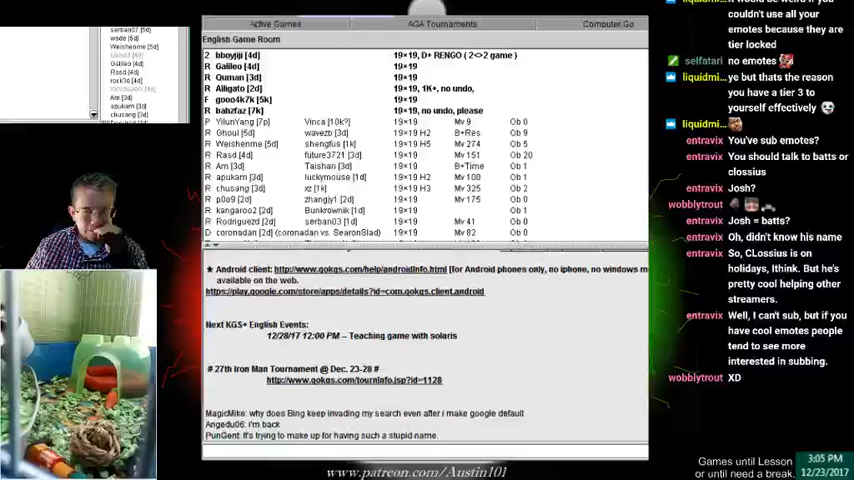 Active Games AGA Tournaments Computer Go
English Game Room
serban07 [5d]
wsde [5d]
Weishenme [5d]
Galileo [4d]
Rasd [4d]
rock3d [4d]
Am [3d]
apukam [3d]
chusang [3d]
2 bboyjiji [4d] 19×19, D+ RENGO ( 2<>2 game )
R Galileo [4d] 19×19
R Quman [3d] 19×19
R Alligato [2d] 19×19, 1K+, no undo,
F gooo4k7k [5k] 19×19
R bahzfaz [7k] 19×19, no undo, please
P YilunYang [7p] Vinca [10k?] 19×19 Mv 9 Ob 0
R Ghoul [5d] wavezb [3d] 19×19 H2 B+Res. Ob 9
R Weishenme [5d] shengfus [1k] 19×19 H5 Mv 274 Ob 5
R Rasd [4d] future3721 [3d] 19×19 Mv 151 Ob 20
R Am [3d] Taishan [3d] 19×19 B+Time Ob 1
R apukam [3d] luckymouse [1d] 19×19 H2 Mv 100 Ob 1
R chusang [3d] xz [1k] 19×19 H3 Mv 325 Ob 2
R p0o9 [2d] zhangjy1 [2d] 19×19 Mv 175 Ob 0
R kangaroo2 [2d] Bunkrownik [1d] 19×19 Ob 0
R Rodriguezd [2d] serban03 [1d] 19×19 Mv 41 Ob 0
D coronadan [2d] (coronadan vs. SearonSlad) 19×19 Mv 82 Ob 0
★ Android client: http://www.gokgs.com/help/androidinfo.html [for Android phones only, no iphone, no windows m
available on the web.
https://play.google.com/store/apps/details?id=com.gokgs.client.android
Next KGS+ English Events:
12/28/17 12:00 PM -- Teaching game with solaris
# 27th Iron Man Tournament @ Dec. 23-28 #
http://www.gokgs.com/tournInfo.jsp?id=1128
MagicMike: why does Bing keep invading my search even after i make google default
Angedu06: i'm back
PunGent: It's trying to make up for having such a stupid name.
www.patreon.com/Austin101
couldn't use all your
emotes because they are
tier locked
selfatari no emotes
liquidmi... ye but thats the reason
you have a tier 3 to
yourself effectively
liquidmi...
entravix You've sub emotes?
entravix You should talk to batts or
clossius
entravix Josh?
wobblytrout
entravix Josh = batts?
entravix Oh, didn't know his name
entravix So, CLossius is on
holidays, Ithink. But he's
pretty cool helping other
streamers.
entravix Well, I can't sub, but if you
have cool emotes people
tend to see more
interested in subbing.
wobblytrout XD
Games until Lesson
or until need a break.
3:05 PM
12/23/2017